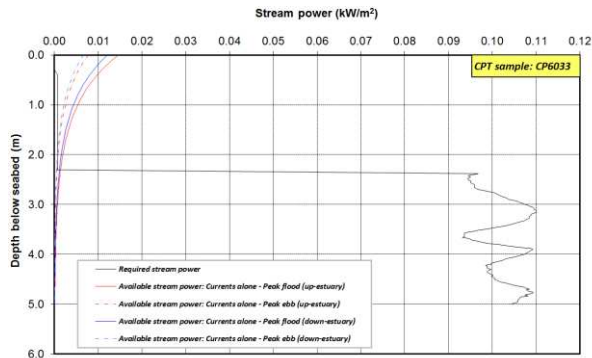 Stream power (kW/m²)
0.00 0.01 0.02 0.03 0.04 0.05 0.06 0.07 0.08 0.09 0.10 0.11 0.12
CPT sample: CP6033
Depth below seabed (m)
0.0
1.0
2.0
3.0
4.0
5.0
6.0
Required stream power
Available stream power: Currents alone - Peak flood (up-estuary)
Available stream power: Currents alone - Peak ebb (up-estuary)
Available stream power: Currents alone - Peak flood (down-estuary)
Available stream power: Currents alone - Peak ebb (down-estuary)